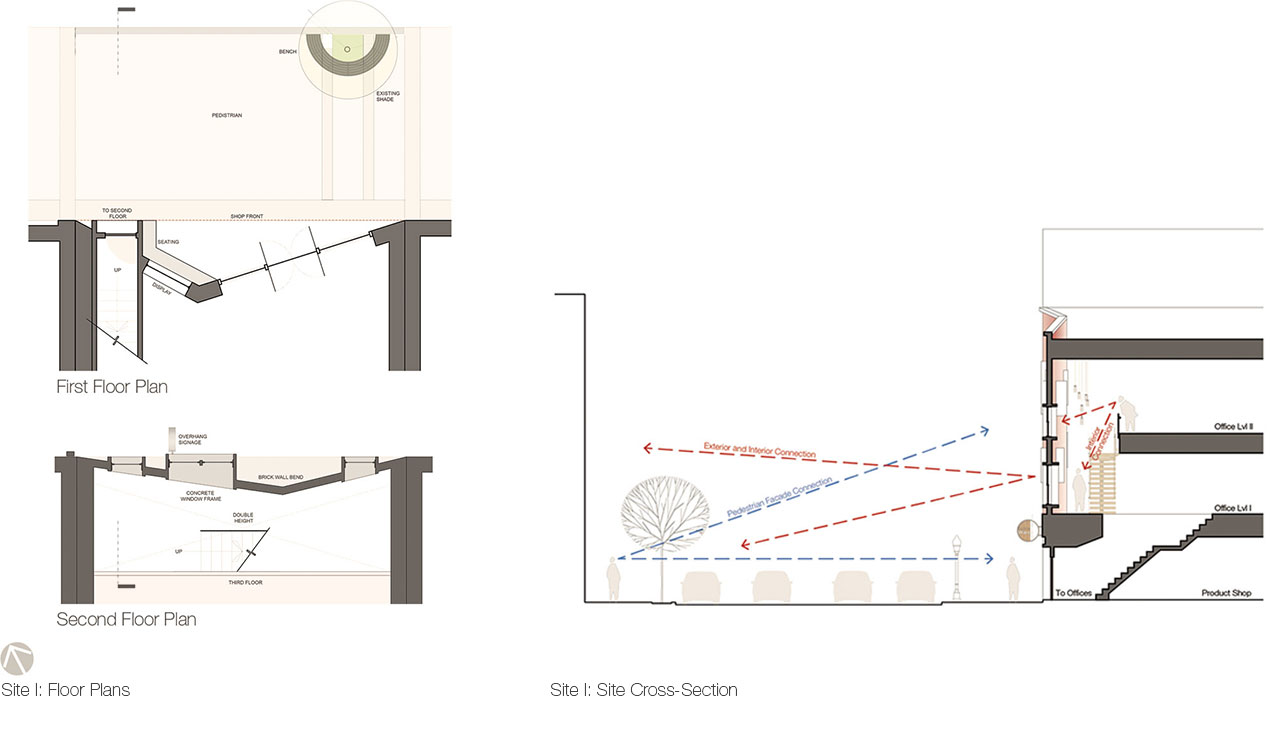 BENCH
EXISTING
SHADE
PEDISTRIAN
TO SECOND
FLOOR
SHOP FRONT
SEATING
UP
DISPLAY
First Floor Plan
OVERHANG
SIGNAGE
BRICK WALL BEND
CONCRETE
WINDOW FRAME
DOUBLE
HEIGHT
UP
THIRD FLOOR
Second Floor Plan
Site I: Floor Plans
Exterior and Interior Connection
Pedestrian Facade Connection
Interior
Connection
Office Lvl II
Office Lvl I
To Offices
Product Shop
Site I: Site Cross-Section